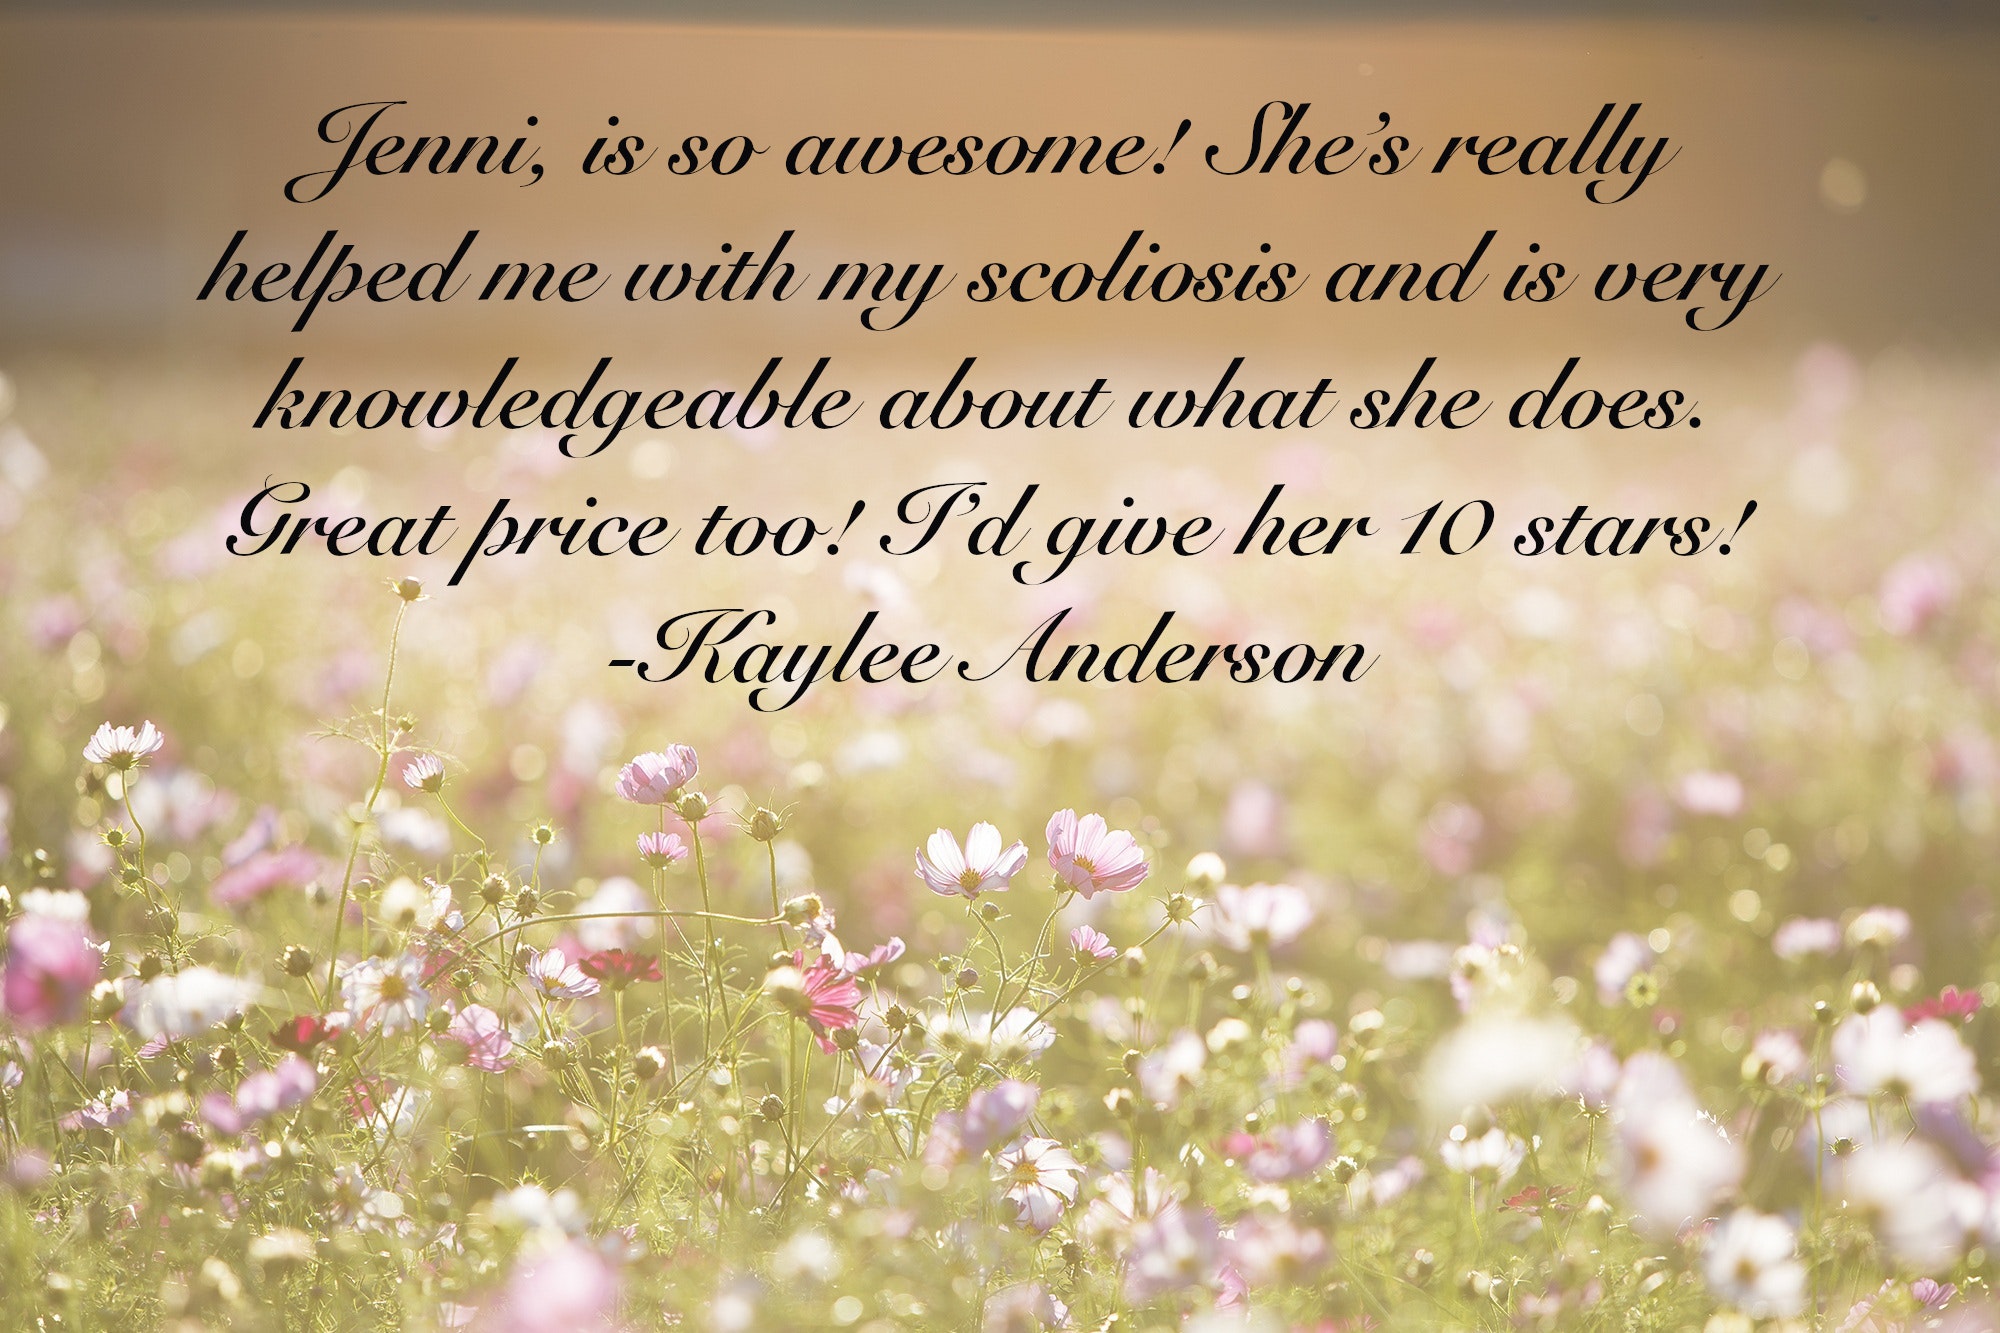 Jenni, is so awesome! She's really
helped me with my scoliosis and is very
knowledgeable about what she does.
Great price too! I'd give her 10 stars!
-Kaylee Anderson